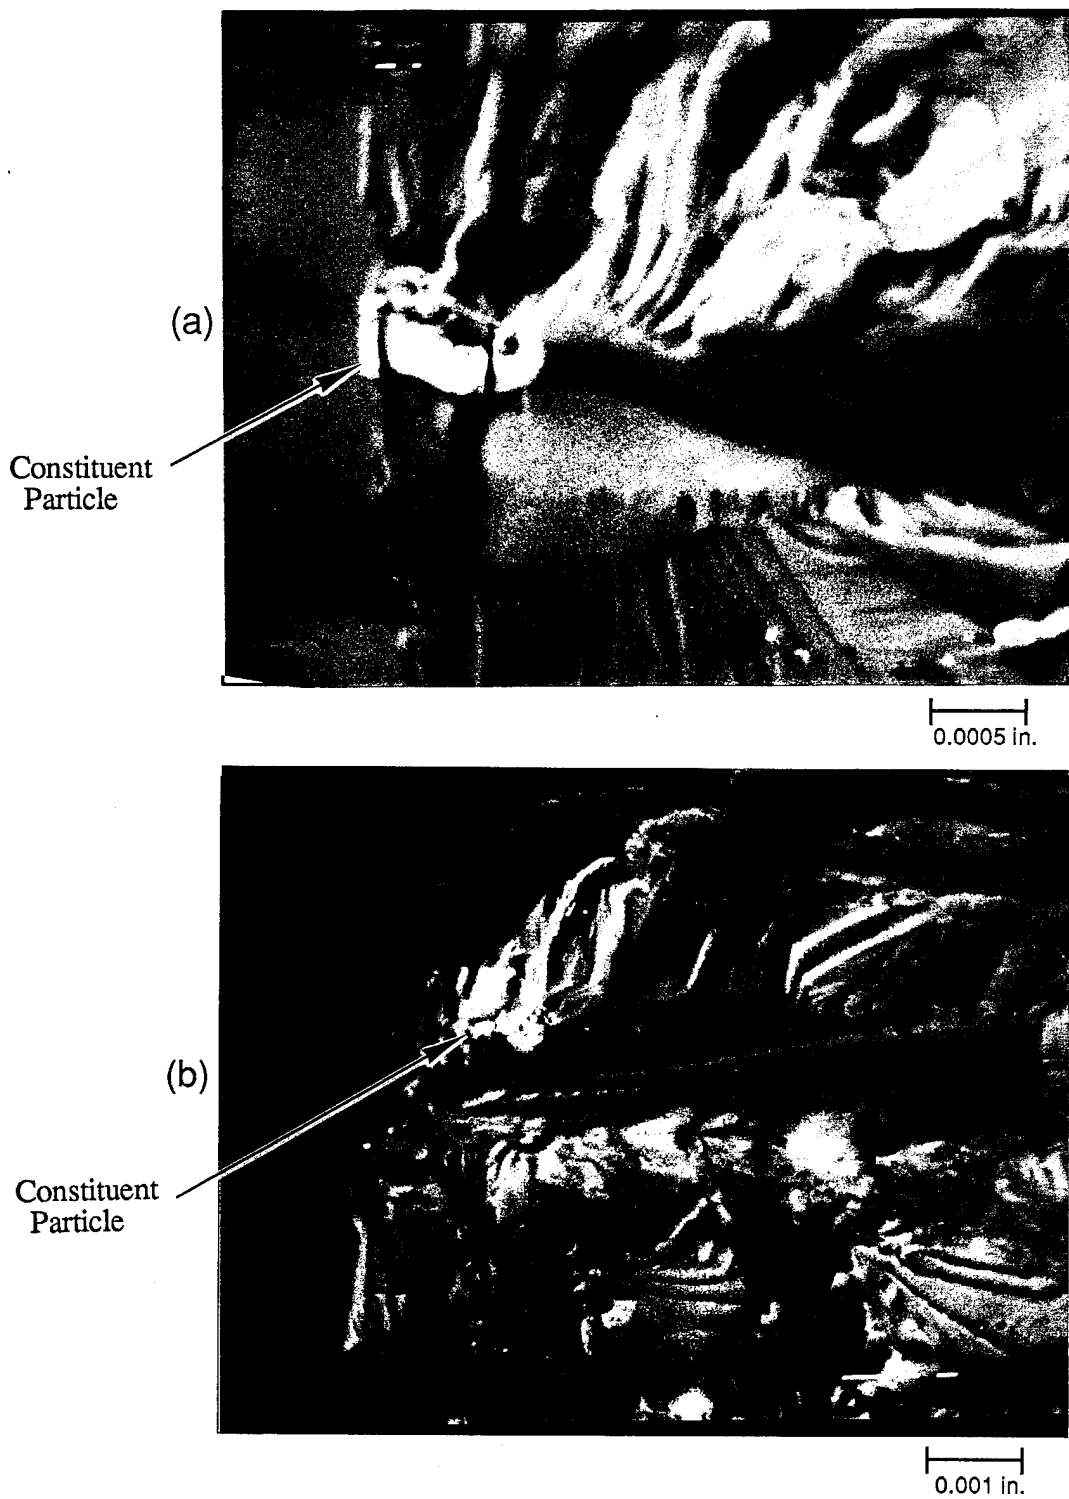 (a)
Constituent
Particle
0.0005 in.
(b)
Constituent
Particle
0.001 in.